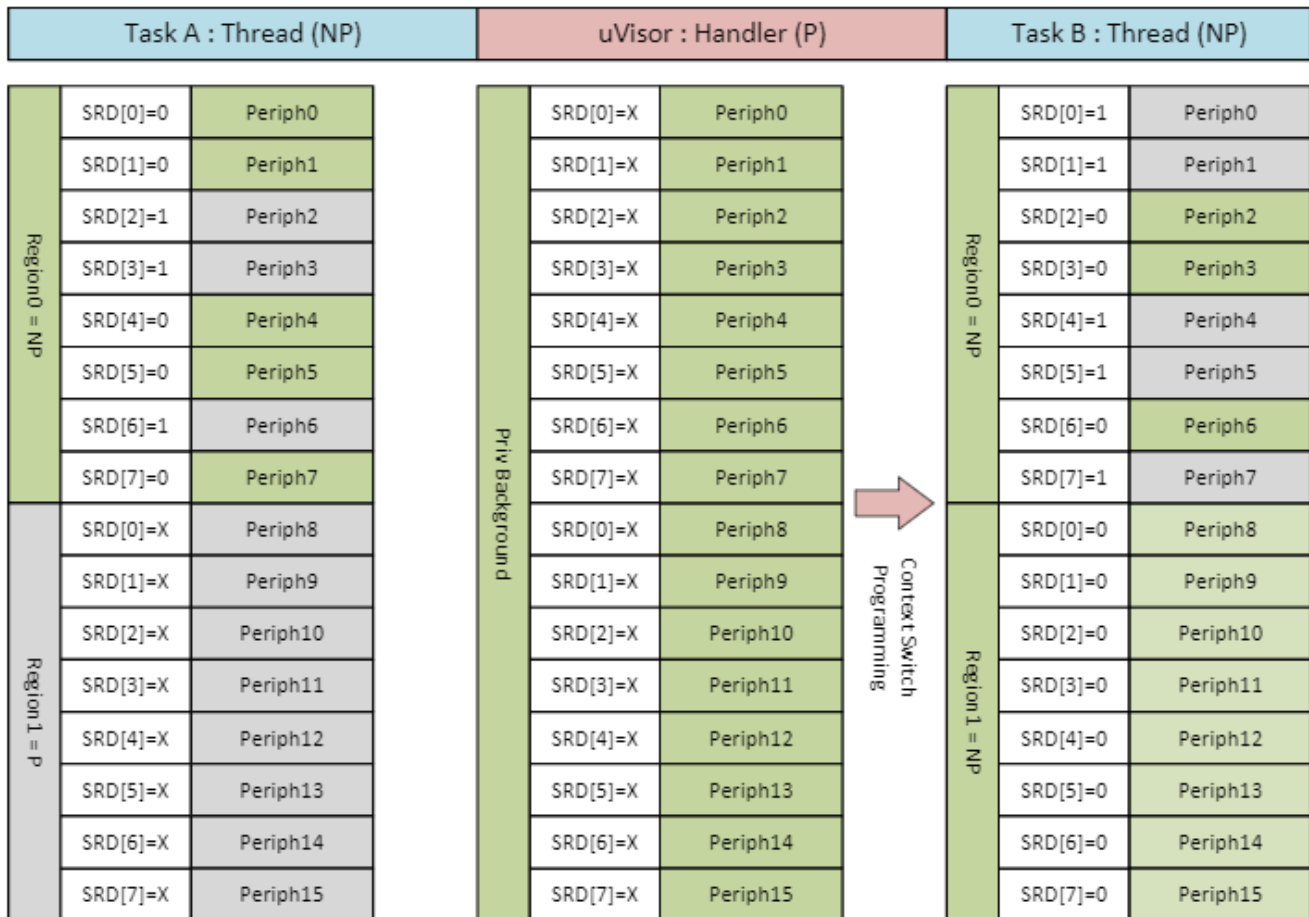 Task A : Thread (NP)
uVisor : Handler (P)
Task B : Thread (NP)
Region0 = NP
SRD[0]=0 Periph0
SRD[1]=0 Periph1
SRD[2]=1 Periph2
SRD[3]=1 Periph3
SRD[4]=0 Periph4
SRD[5]=0 Periph5
SRD[6]=1 Periph6
SRD[7]=0 Periph7
Region1 = P
SRD[0]=X Periph8
SRD[1]=X Periph9
SRD[2]=X Periph10
SRD[3]=X Periph11
SRD[4]=X Periph12
SRD[5]=X Periph13
SRD[6]=X Periph14
SRD[7]=X Periph15
Priv Background
SRD[0]=X Periph0
SRD[1]=X Periph1
SRD[2]=X Periph2
SRD[3]=X Periph3
SRD[4]=X Periph4
SRD[5]=X Periph5
SRD[6]=X Periph6
SRD[7]=X Periph7
SRD[0]=X Periph8
SRD[1]=X Periph9
SRD[2]=X Periph10
SRD[3]=X Periph11
SRD[4]=X Periph12
SRD[5]=X Periph13
SRD[6]=X Periph14
SRD[7]=X Periph15
Context Switch
Programming
Region0 = NP
SRD[0]=1 Periph0
SRD[1]=1 Periph1
SRD[2]=0 Periph2
SRD[3]=0 Periph3
SRD[4]=1 Periph4
SRD[5]=1 Periph5
SRD[6]=0 Periph6
SRD[7]=1 Periph7
Region1 = NP
SRD[0]=0 Periph8
SRD[1]=0 Periph9
SRD[2]=0 Periph10
SRD[3]=0 Periph11
SRD[4]=0 Periph12
SRD[5]=0 Periph13
SRD[6]=0 Periph14
SRD[7]=0 Periph15